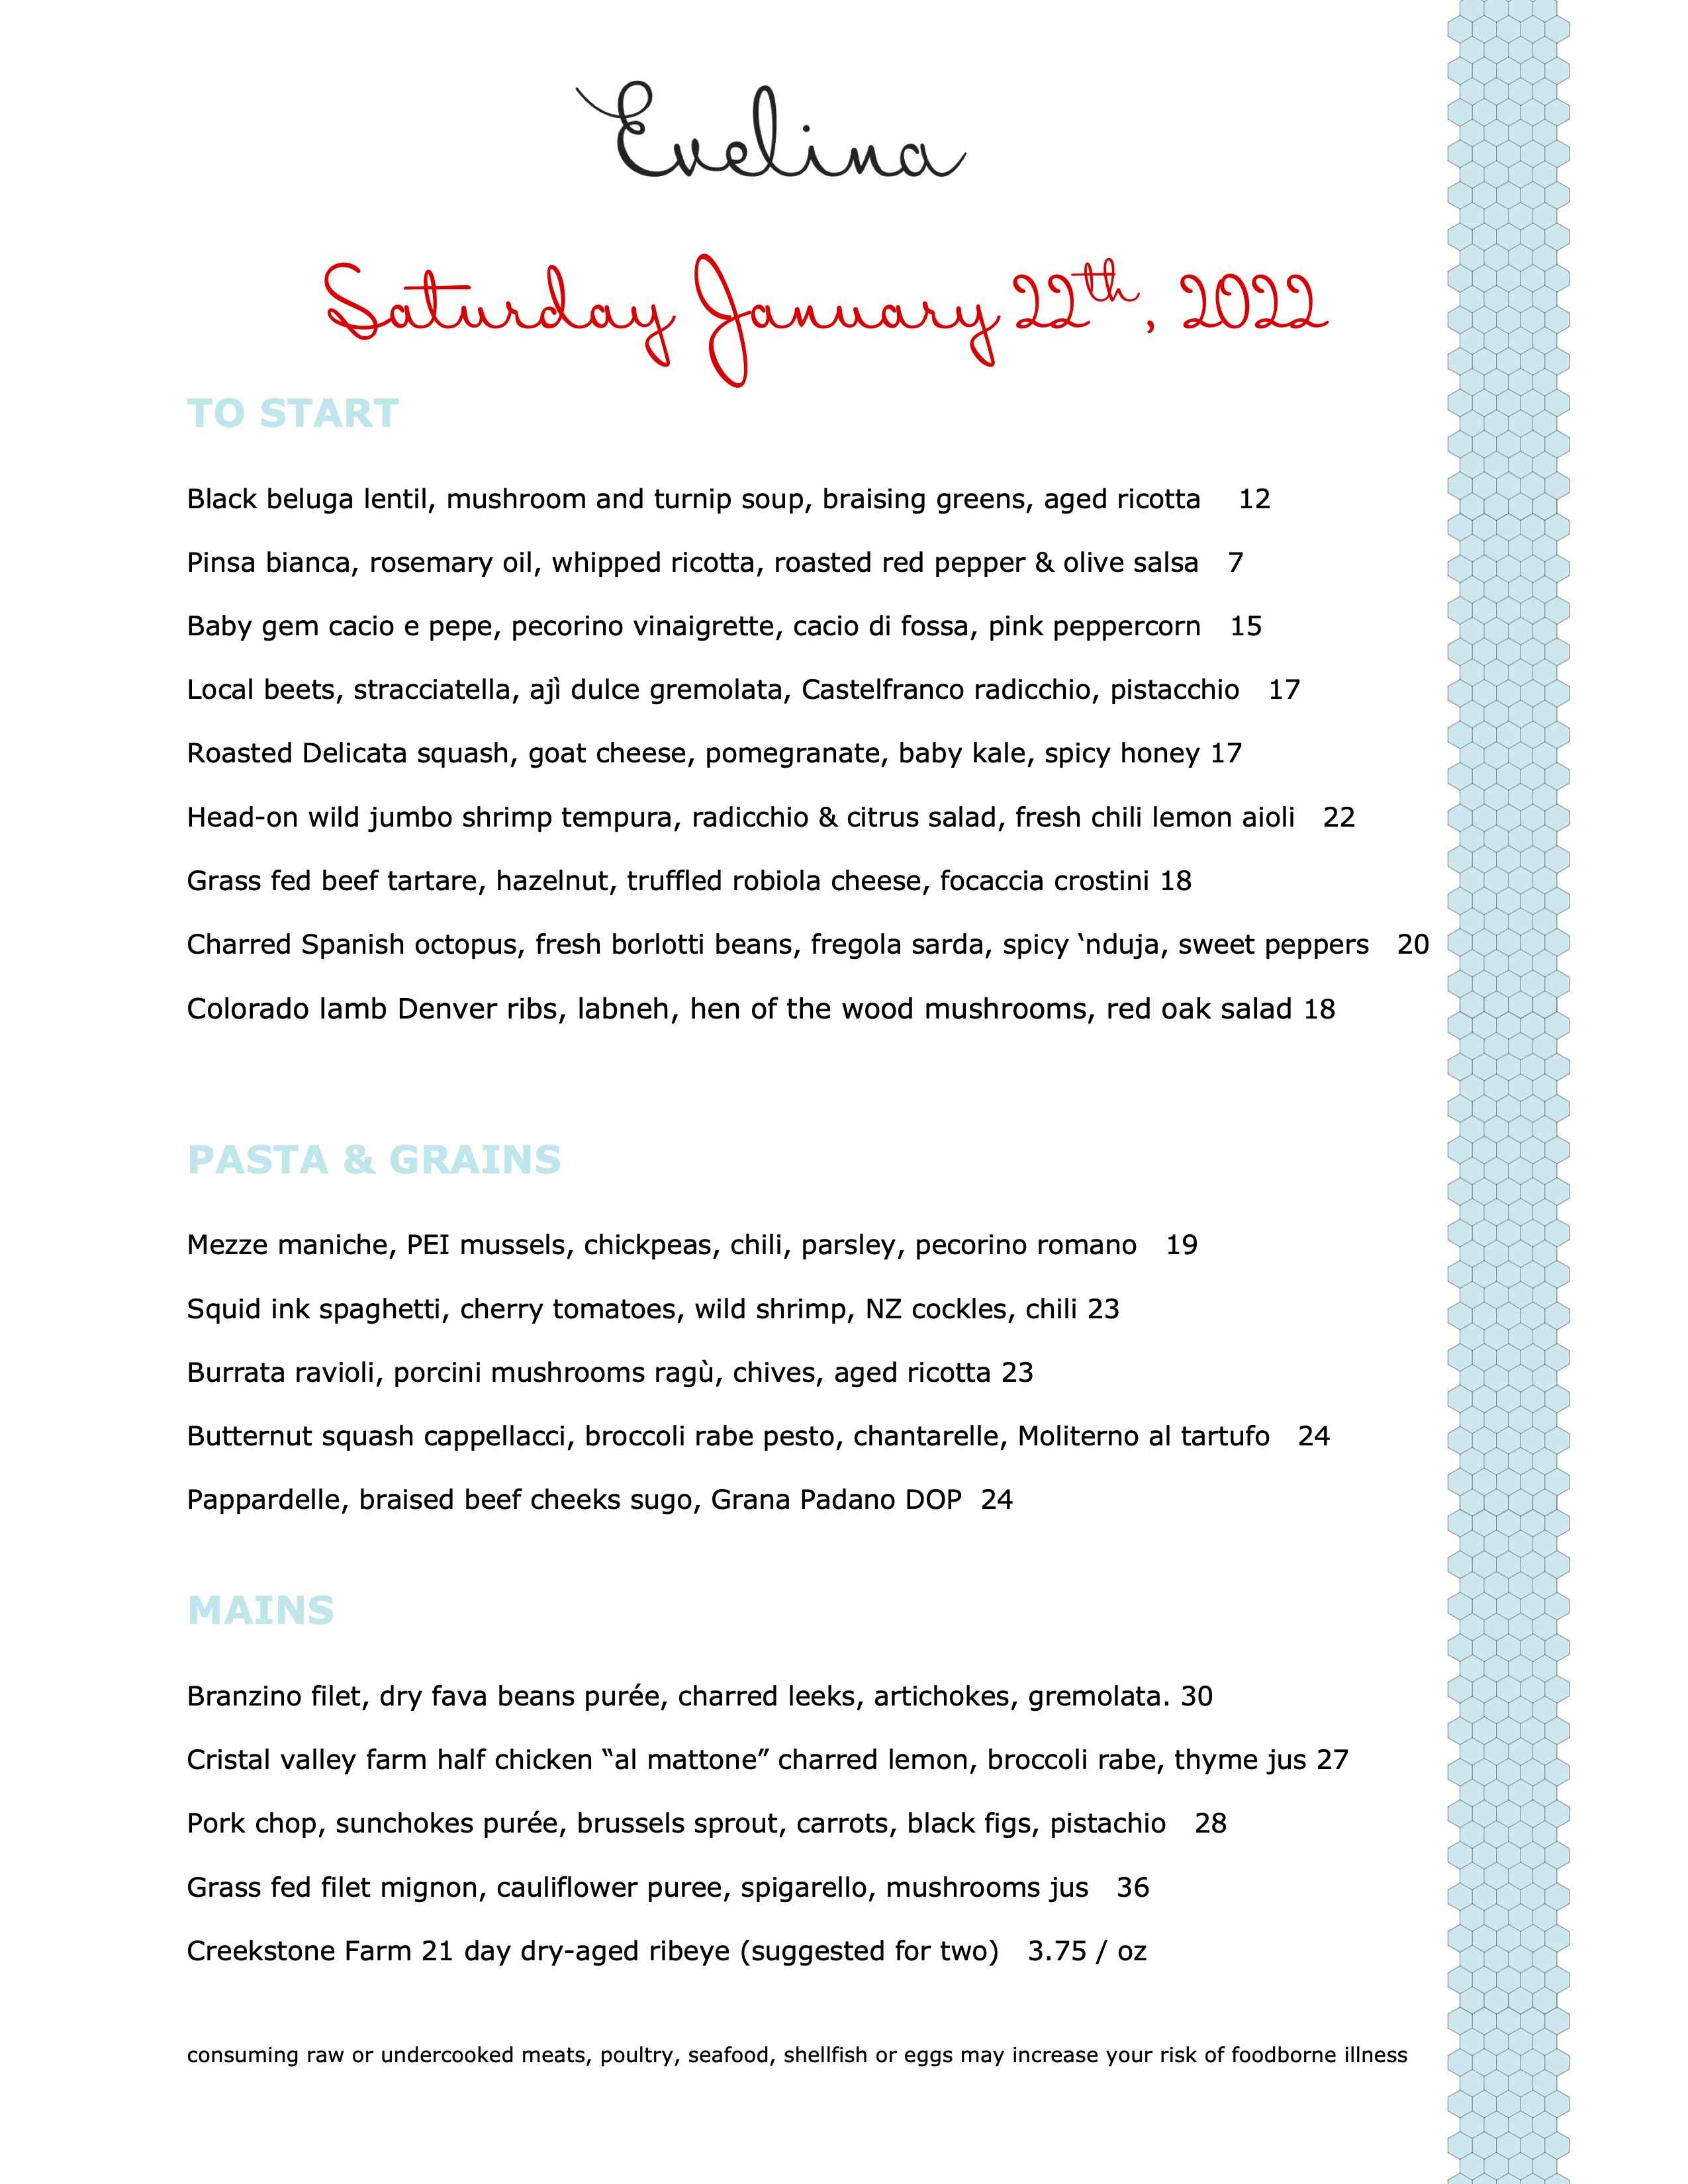 Evelina
Saturday January 22th, 2022
TO START
Black beluga lentil, mushroom and turnip soup, braising greens, aged ricotta 12
Pinsa bianca, rosemary oil, whipped ricotta, roasted red pepper & olive salsa 7
Baby gem cacio e pepe, pecorino vinaigrette, cacio di fossa, pink peppercorn 15
Local beets, stracciatella, ajì dulce gremolata, Castelfranco radicchio, pistacchio 17
Roasted Delicata squash, goat cheese, pomegranate, baby kale, spicy honey 17
Head-on wild jumbo shrimp tempura, radicchio & citrus salad, fresh chili lemon aioli 22
Grass fed beef tartare, hazelnut, truffled robiola cheese, focaccia crostini 18
Charred Spanish octopus, fresh borlotti beans, fregola sarda, spicy ‘nduja, sweet peppers 20
Colorado lamb Denver ribs, labneh, hen of the wood mushrooms, red oak salad 18
PASTA & GRAINS
Mezze maniche, PEI mussels, chickpeas, chili, parsley, pecorino romano 19
Squid ink spaghetti, cherry tomatoes, wild shrimp, NZ cockles, chili 23
Burrata ravioli, porcini mushrooms ragù, chives, aged ricotta 23
Butternut squash cappellacci, broccoli rabe pesto, chantarelle, Moliterno al tartufo 24
Pappardelle, braised beef cheeks sugo, Grana Padano DOP 24
MAINS
Branzino filet, dry fava beans purée, charred leeks, artichokes, gremolata. 30
Cristal valley farm half chicken “al mattone” charred lemon, broccoli rabe, thyme jus 27
Pork chop, sunchokes purée, brussels sprout, carrots, black figs, pistachio 28
Grass fed filet mignon, cauliflower puree, spigarello, mushrooms jus 36
Creekstone Farm 21 day dry-aged ribeye (suggested for two) 3.75 / oz
consuming raw or undercooked meats, poultry, seafood, shellfish or eggs may increase your risk of foodborne illness